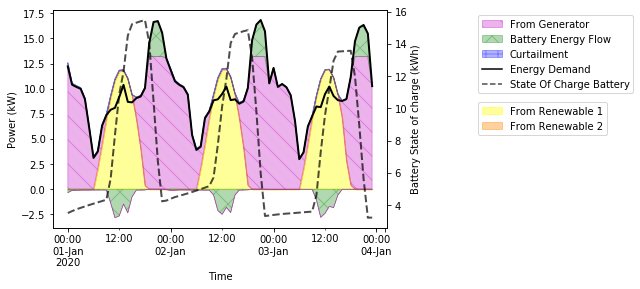 17.5
15.0
12.5
10.0
7.5
5.0
2.5
0.0
−2.5
Power (kW)
16
14
12
10
8
6
4
Battery State of charge (kWh)
00:00 12:00 00:00 12:00 00:00 12:00 00:00
01-Jan 02-Jan 03-Jan 04-Jan
2020
Time
From Generator
Battery Energy Flow
Curtailment
Energy Demand
State Of Charge Battery
From Renewable 1
From Renewable 2